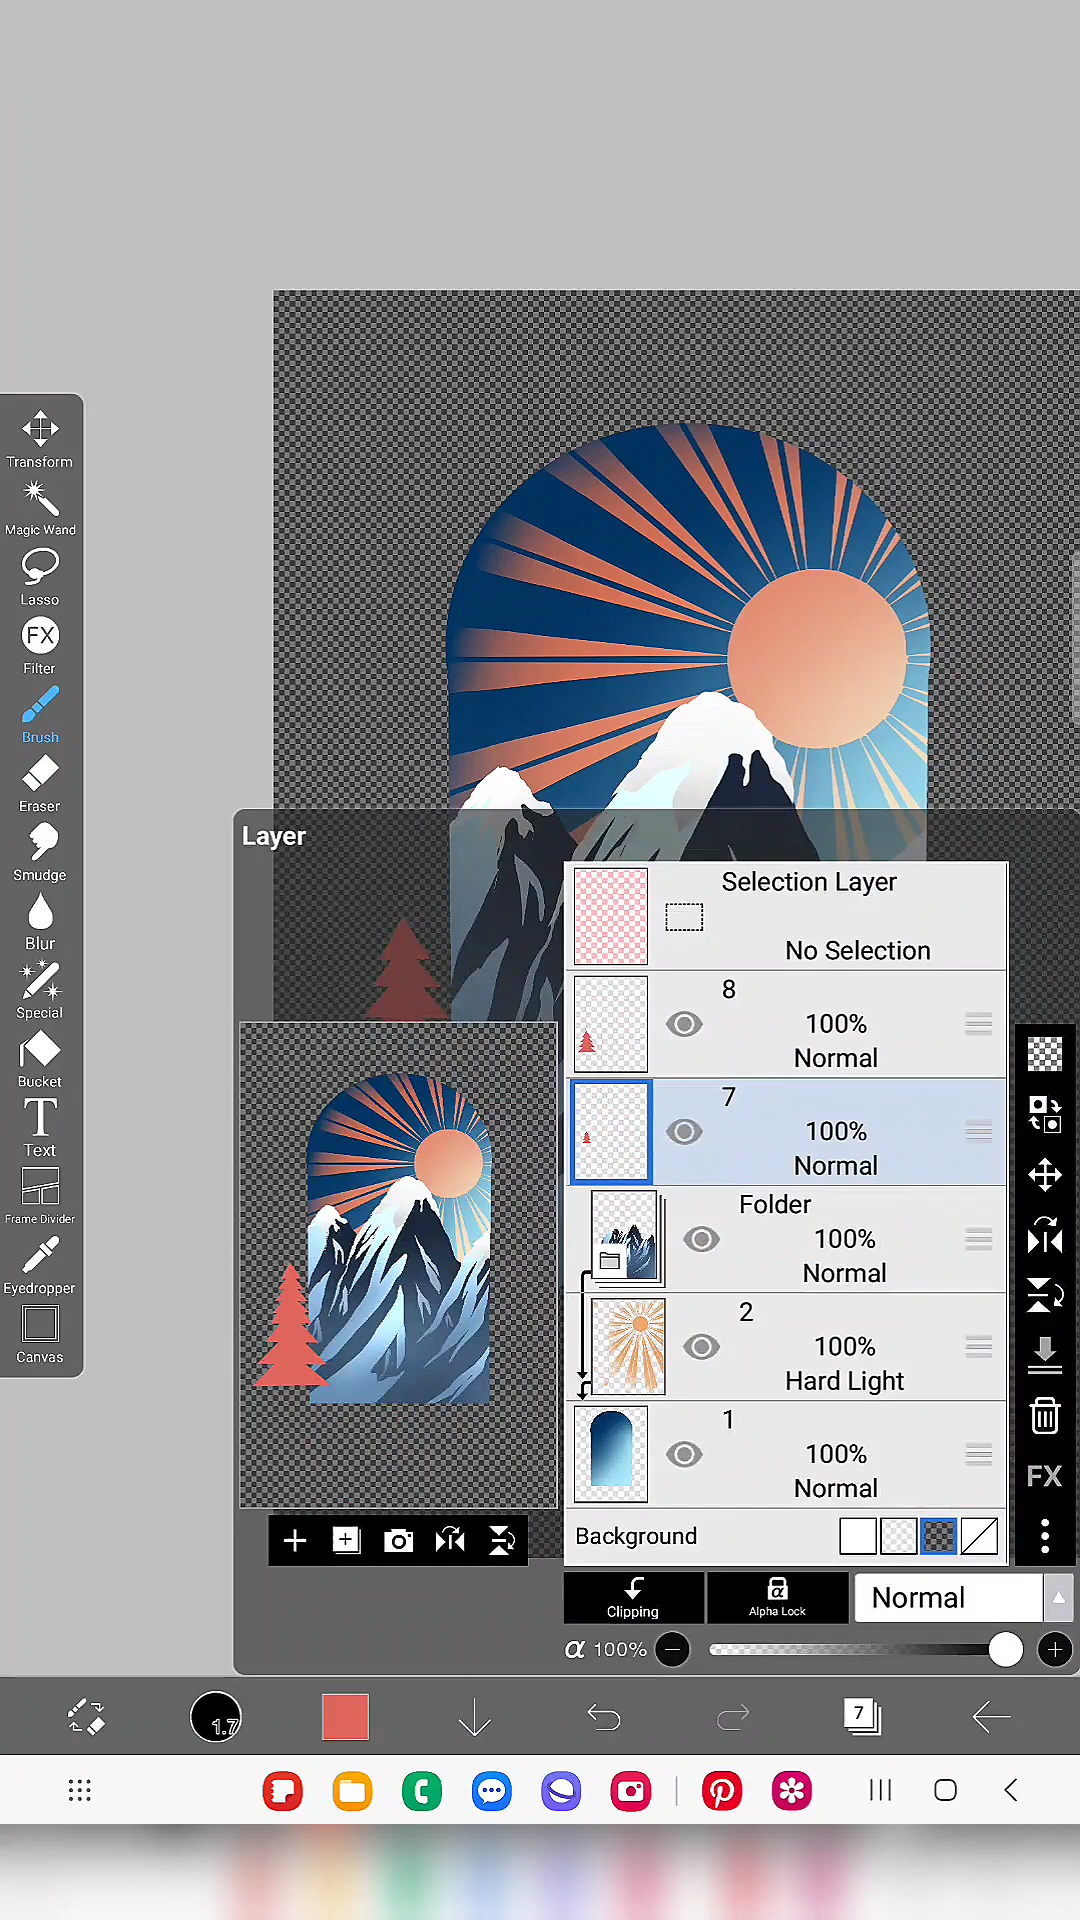 Transform
Magic Wand
Lasso
FX
Filter
Brush
Eraser
Smudge
Blur
Special
Bucket
T
Text
Frame Divider
Eyedropper
Canvas
Layer
Selection Layer
No Selection
8
100%
Normal
7
100%
Normal
Folder
100%
Normal
2
100%
Hard Light
1
100%
Normal
Background
FX
Clipping
α
Alpha Lock
Normal
α 100%
1.7
7